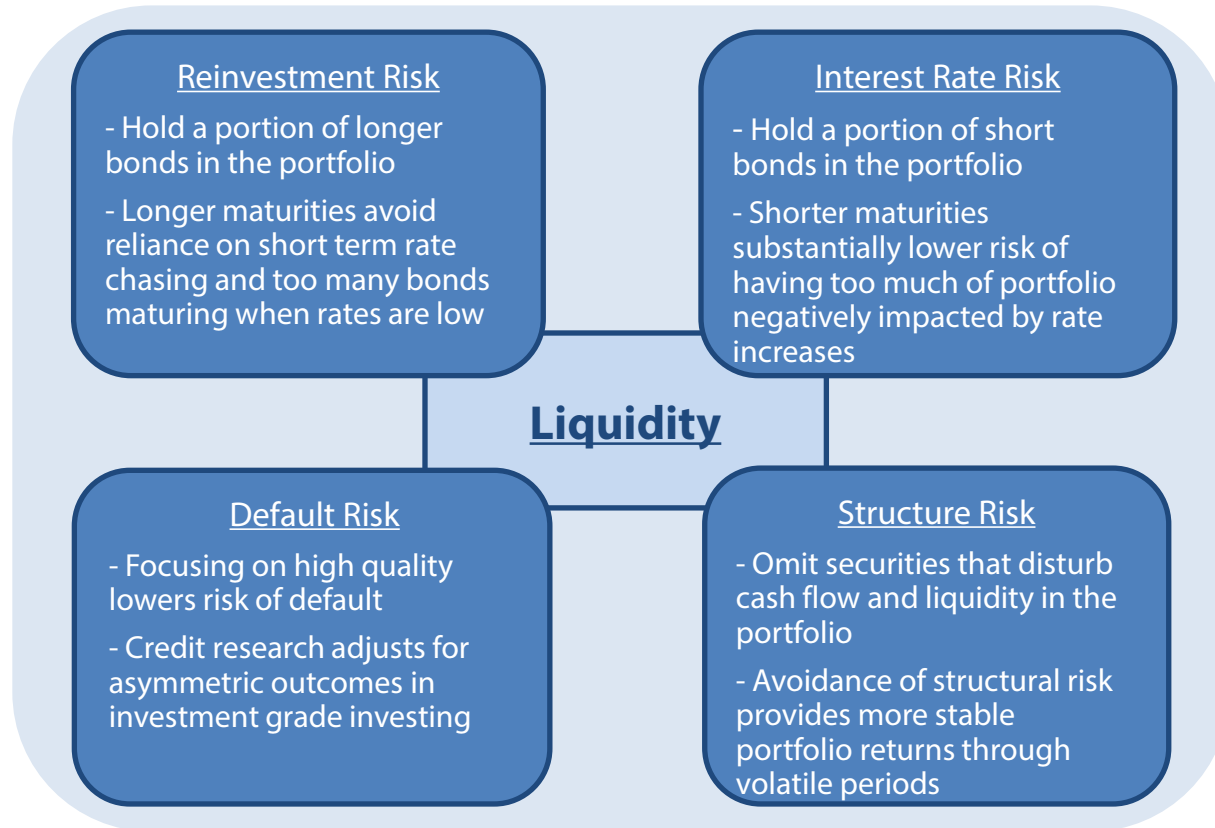 Reinvestment Risk
- Hold a portion of longer
bonds in the portfolio
- Longer maturities avoid
reliance on short term rate
chasing and too many bonds
maturing when rates are low
Interest Rate Risk
- Hold a portion of short
bonds in the portfolio
- Shorter maturities
substantially lower risk of
having too much of portfolio
negatively impacted by rate
increases
Liquidity
Default Risk
- Focusing on high quality
lowers risk of default
- Credit research adjusts for
asymmetric outcomes in
investment grade investing
Structure Risk
- Omit securities that disturb
cash flow and liquidity in the
portfolio
- Avoidance of structural risk
provides more stable
portfolio returns through
volatile periods